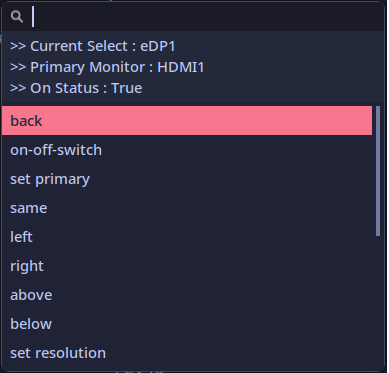 >> Current Select : eDP1
>> Primary Monitor : HDMI1
>> On Status : True
back
on-off-switch
set primary
same
left
right
above
below
set resolution